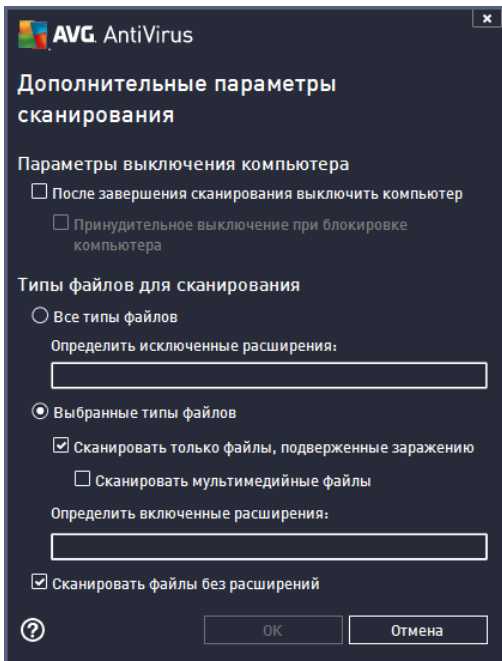 AVG. AntiVirus
Дополнительные параметры
сканирования
Параметры выключения компьютера
После завершения сканирования выключить компьютер
Принудительное выключение при блокировке
компьютера
Типы файлов для сканирования
Все типы файлов
Определить исключенные расширения:
Выбранные типы файлов
Сканировать только файлы, подверженные заражению
Сканировать мультимедийные файлы
Определить включенные расширения:
Сканировать файлы без расширений
OK
Отмена